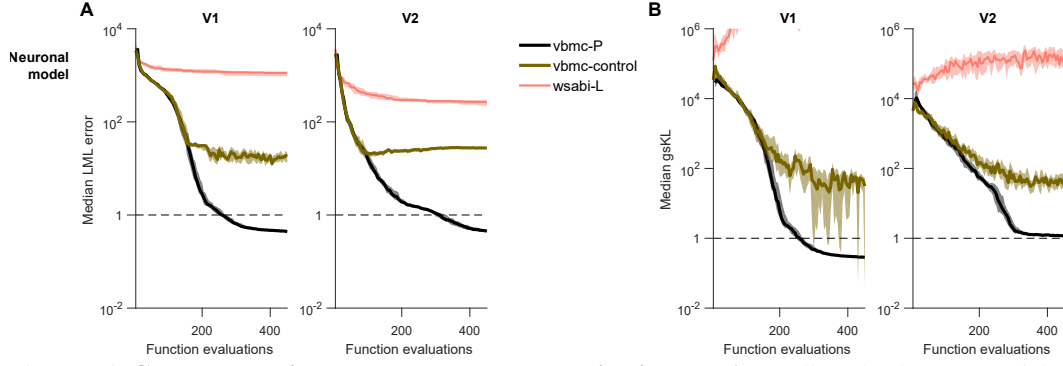 A
V1
V2
Neuronal
model
Median LML error
10^4
10^2
1
10^-2
200
400
Function evaluations
10^4
10^2
1
10^-2
200
400
Function evaluations
vbmc-P
vbmc-control
wsabi-L
B
V1
V2
Median gsKL
10^6
10^4
10^2
1
10^-2
200
400
Function evaluations
10^6
10^4
10^2
1
10^-2
200
400
Function evaluations